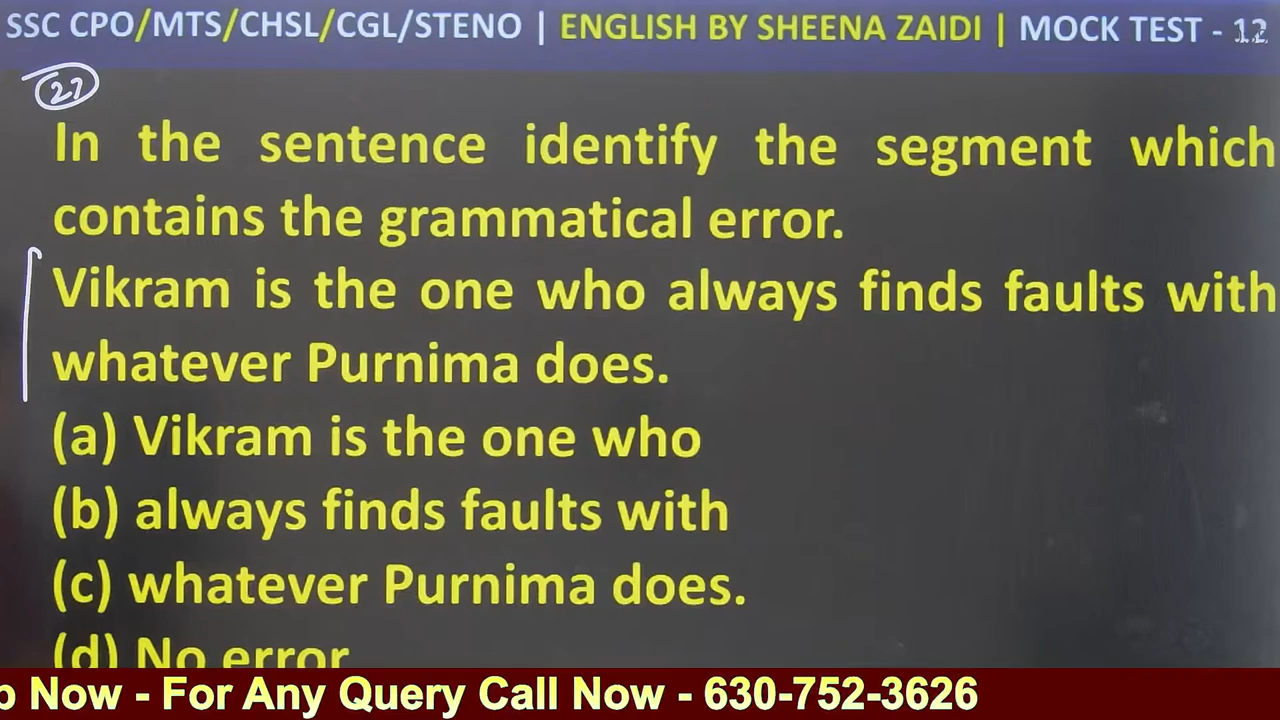 SSC CPO/MTS/CHSL/CGL/STENO | ENGLISH BY SHEENA ZAIDI | MOCK TEST - 12
27
In the sentence identify the segment which
contains the grammatical error.
Vikram is the one who always finds faults with
whatever Purnima does.
(a) Vikram is the one who
(b) always finds faults with
(c) whatever Purnima does.
(d) No error
Now - For Any Query Call Now - 630-752-3626